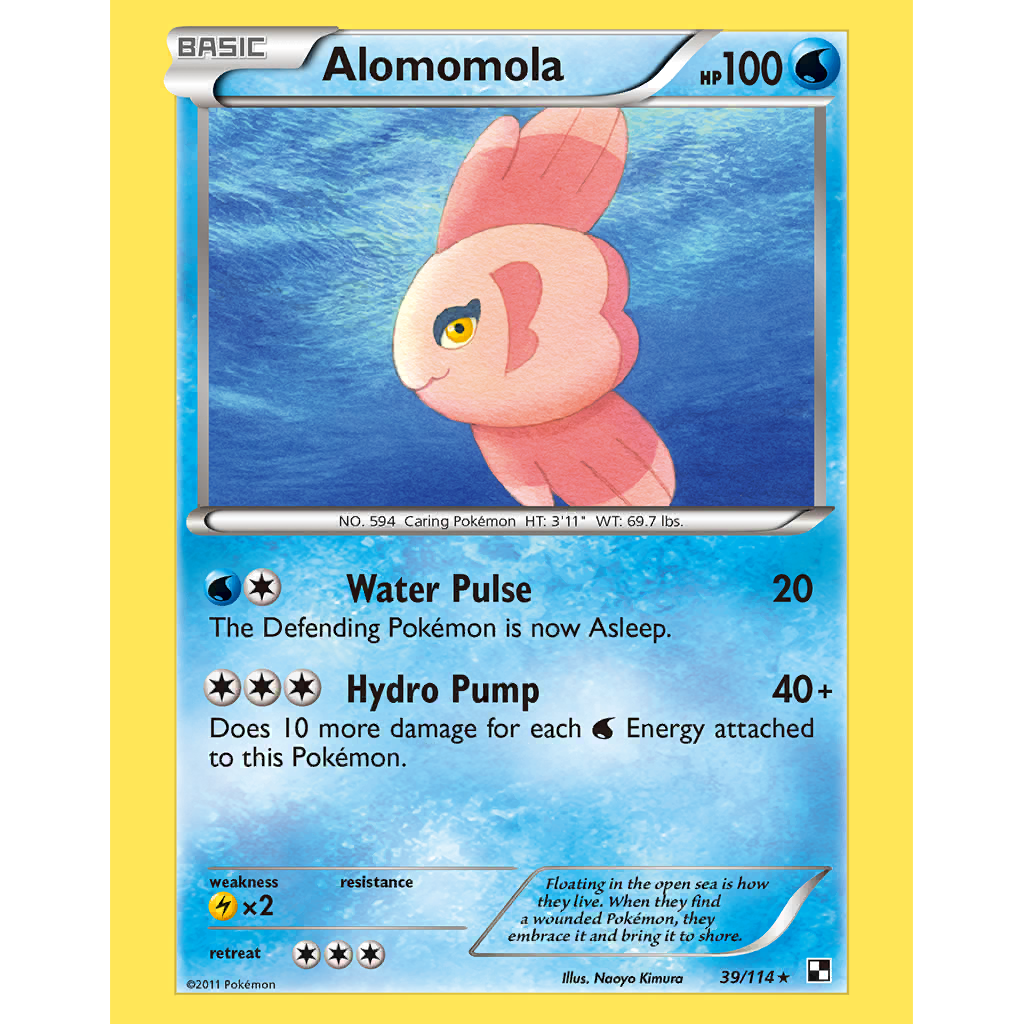 BASIC
Alomomola
HP100
NO. 594 Caring Pokémon HT: 3'11" WT: 69.7 lbs.
Water Pulse 20
The Defending Pokémon is now Asleep.
Hydro Pump 40+
Does 10 more damage for each Energy attached
to this Pokémon.
weakness resistance
×2
retreat
Floating in the open sea is how
they live. When they find
a wounded Pokémon, they
embrace it and bring it to shore.
©2011 Pokémon
Illus. Naoyo Kimura
39/114 ★